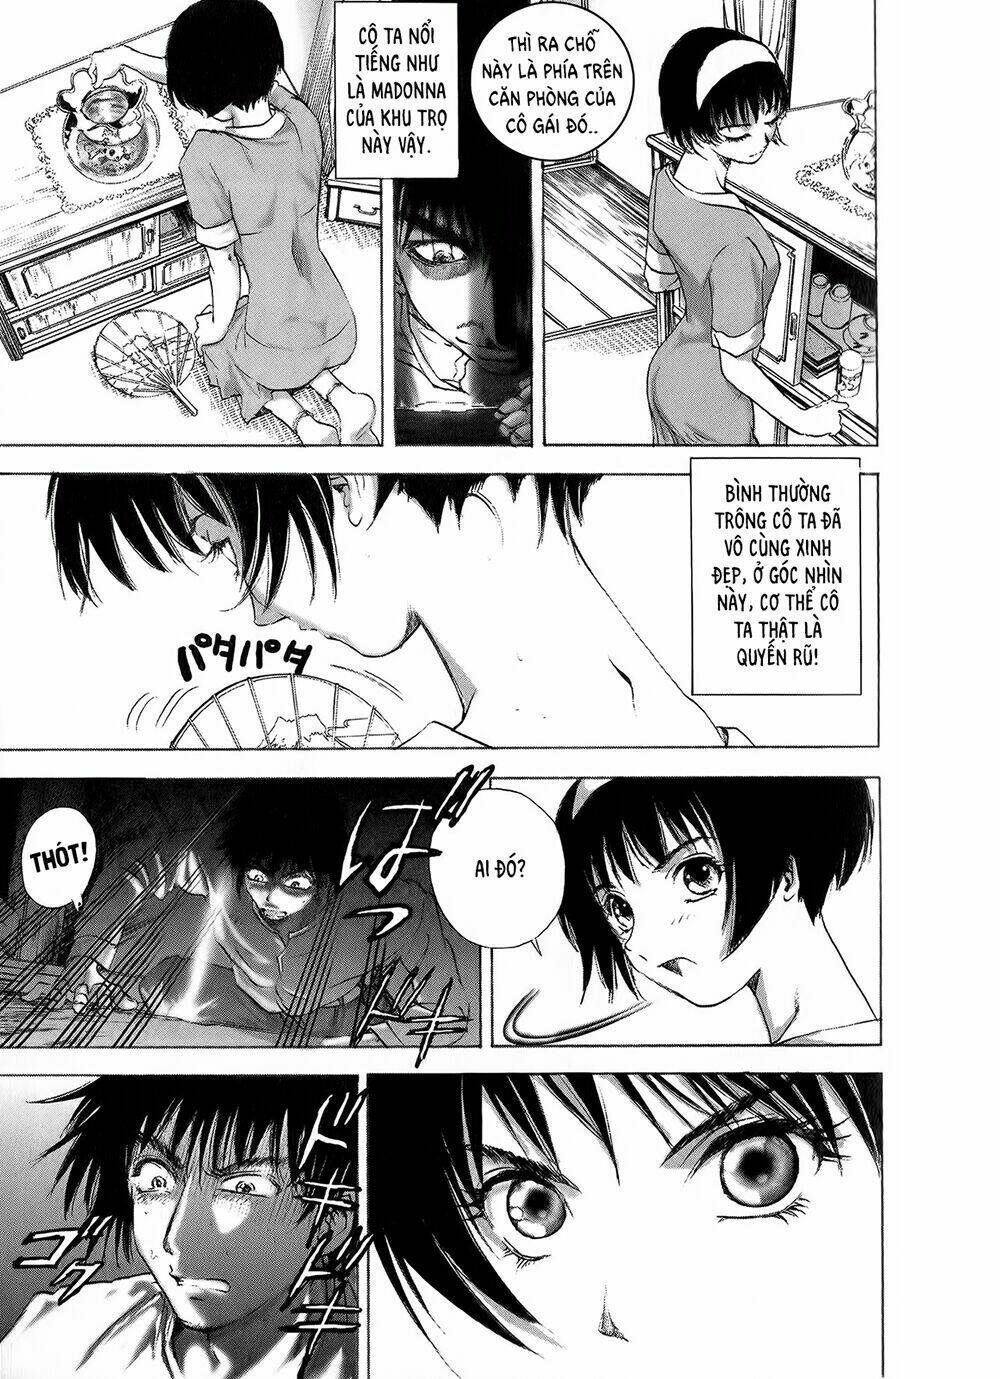 THÌ RA CHỖ
NÀY LÀ PHÍA TRÊN
CĂN PHÒNG CỦA
CÔ GÁI ĐÓ..
CÔ TA NỔI
TIẾNG NHƯ
LÀ MADONNA
CỦA KHU TRỌ
NÀY VẬY.
BÌNH THƯỜNG
TRÔNG CÔ TA ĐÃ
VÔ CÙNG XINH
ĐẸP, Ở GÓC NHÌN
NÀY, CƠ THỂ CÔ
TA THẬT LÀ
QUYẾN RŨ!
パタパタ
AI ĐÓ?
ばっ
ドキ
THÓT!
ドキ
ドキ
ゴク